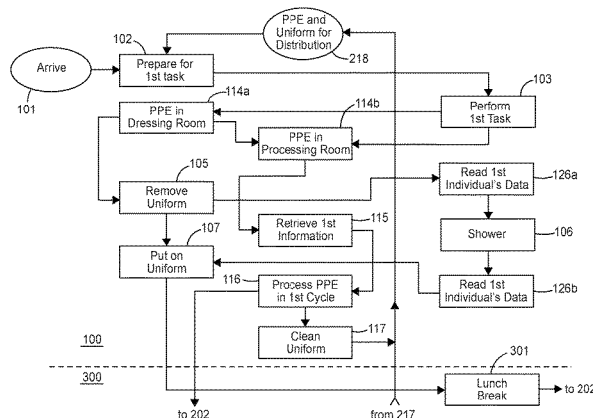 PPE and
Uniform for
Distribution
218
102
Prepare for
1st task
Arrive
101
103
Perform
1st Task
114a
PPE in
Dressing Room
114b
PPE in
Processing Room
105
Remove
Uniform
Read 1st
Individual's Data
126a
115
Retrieve 1st
Information
Shower
106
107
Put on
Uniform
116
Process PPE
in 1st Cycle
Read 1st
Individual's Data
126b
117
Clean
Uniform
100
300
301
Lunch
Break
to 202
to 202
from 217